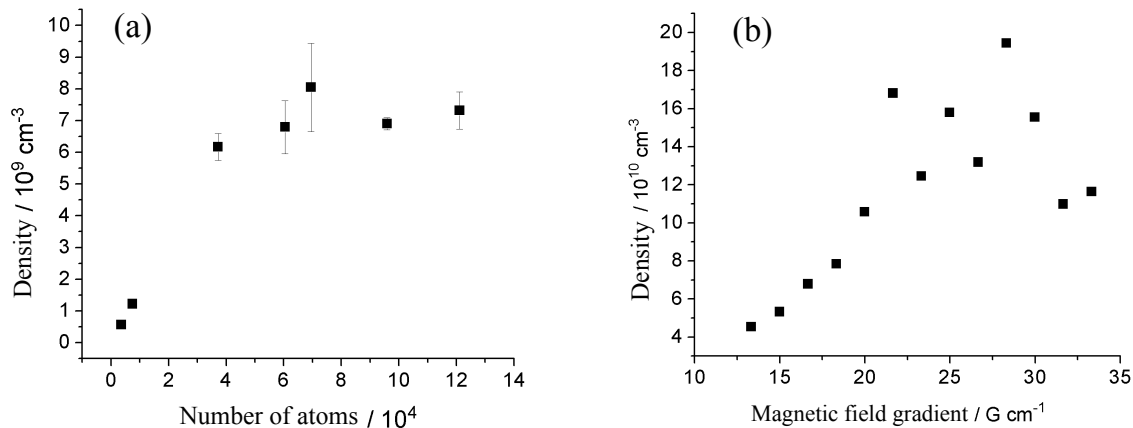 (a)
10
9
8
7
6
5
4
3
2
1
0
Density / 10⁹ cm⁻³
0 2 4 6 8 10 12 14
Number of atoms / 10⁴
(b)
20
18
16
14
12
10
8
6
4
Density / 10¹⁰ cm⁻³
10 15 20 25 30 35
Magnetic field gradient / G cm⁻¹